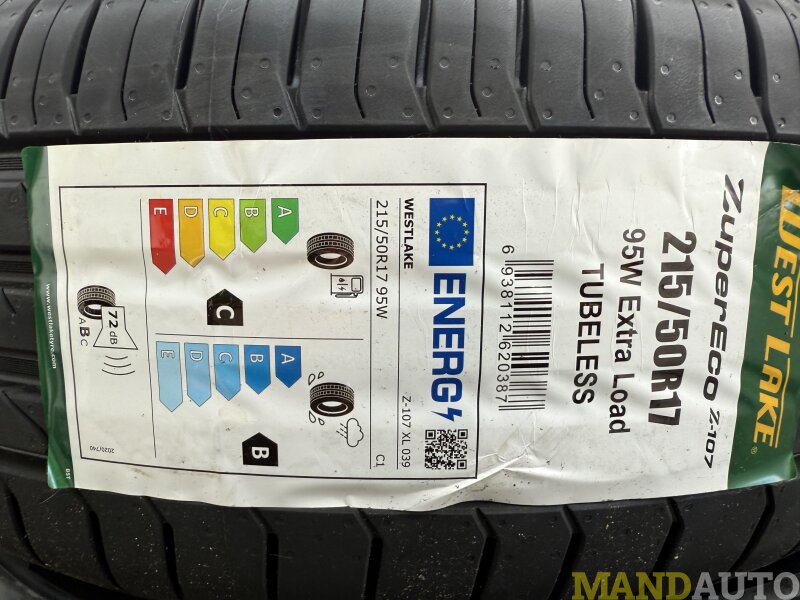 WEST LAKE®
ZuperEco Z-107
215/50R17
95W Extra Load
TUBELESS
6 938112 620387
ENERG
WESTLAKE
Z-107 XL 039
215/50R17 95W
C1
A
B
C
D
E
C
A
B
C
D
E
B
72 dB
ABC
2020/740
www.westlaketyre.com
MANDAUTO